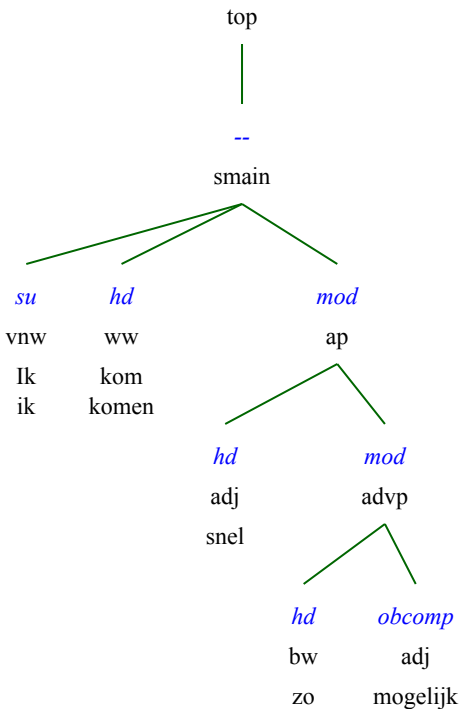 top
--
smain
su hd mod
vnw ww ap
Ik kom
ik komen
hd mod
adj advp
snel
hd obcomp
bw adj
zo mogelijk